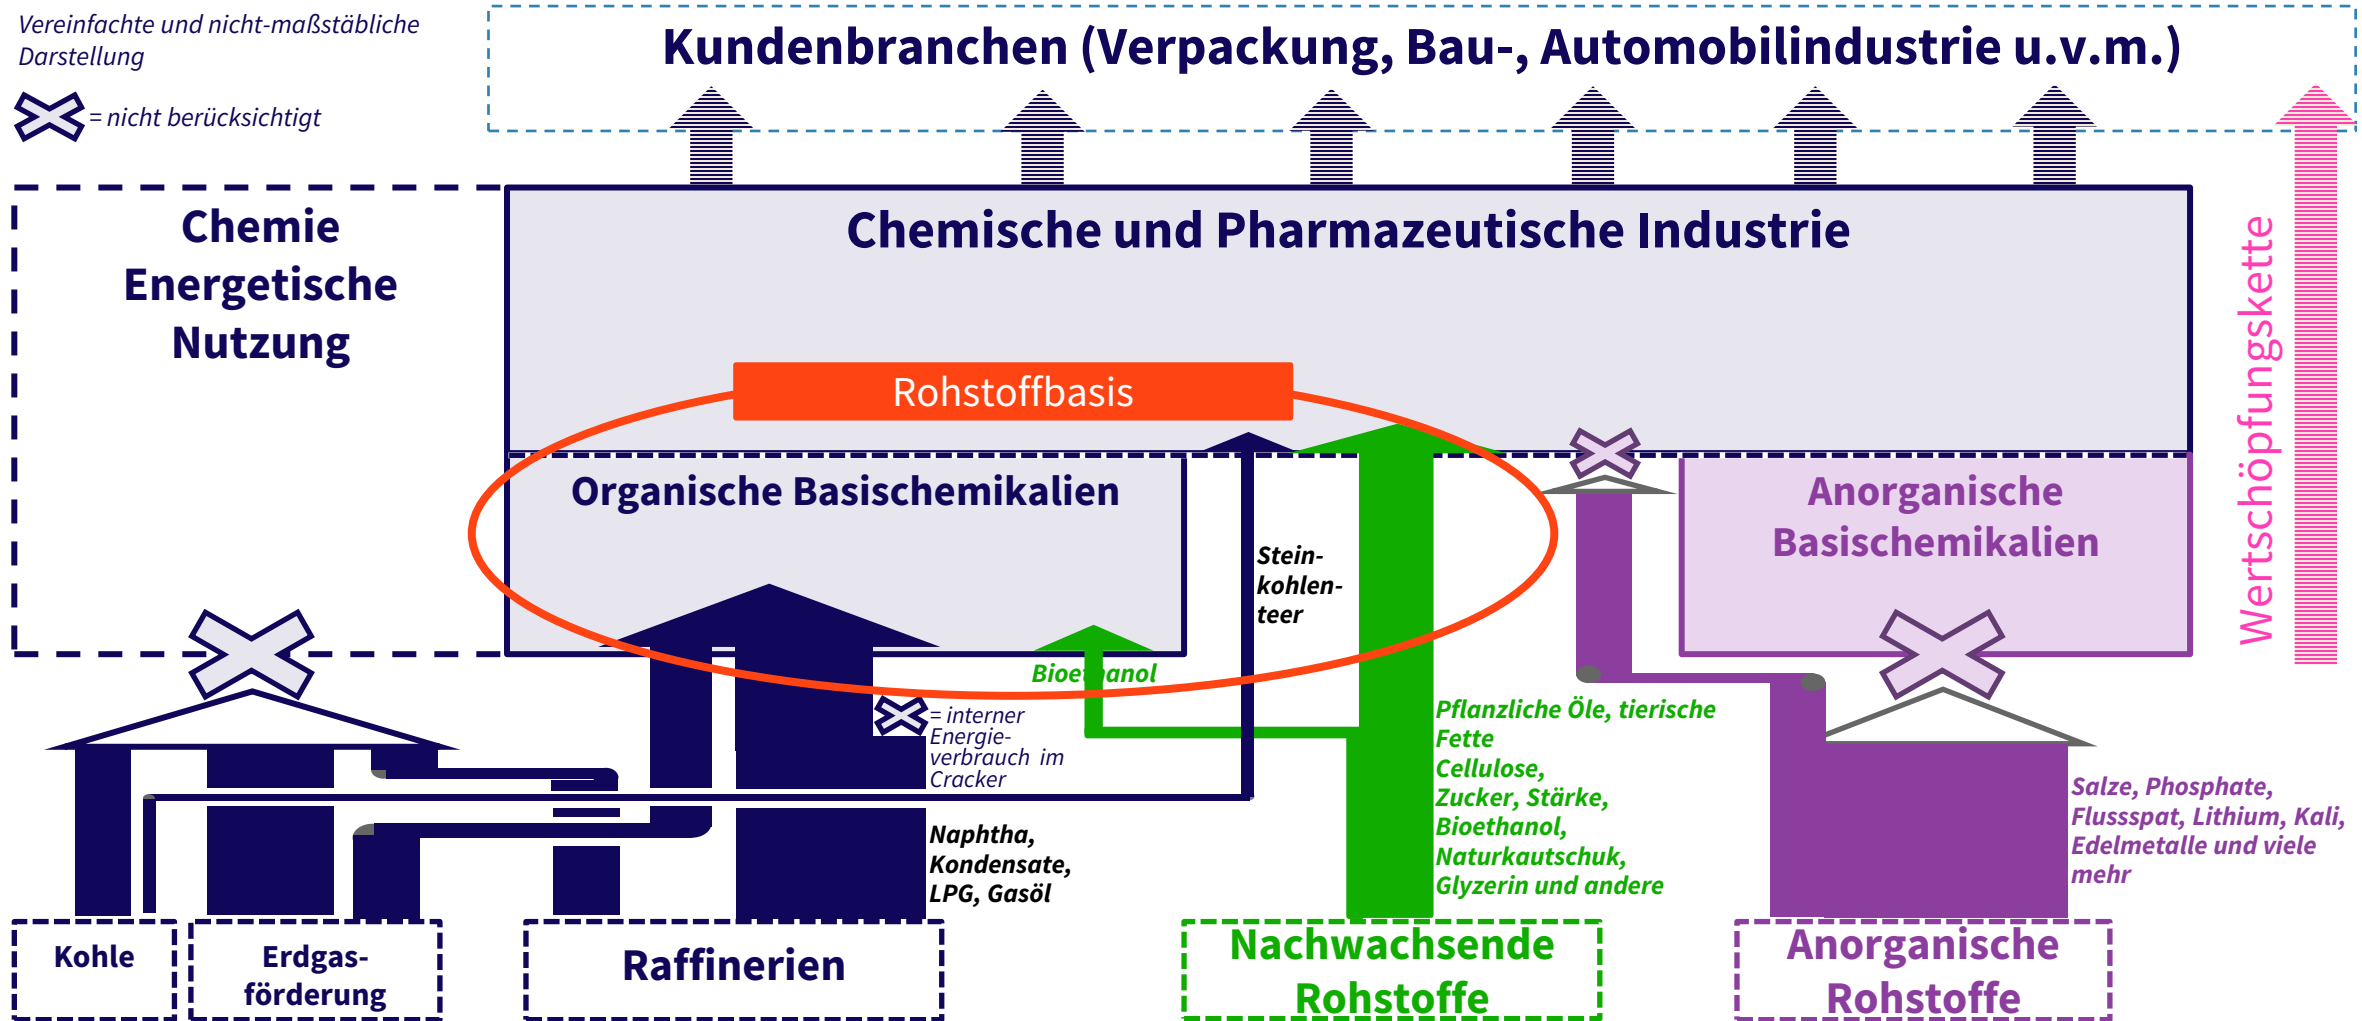 Vereinfachte und nicht-maßstäbliche
Darstellung
= nicht berücksichtigt
Kundenbranchen (Verpackung, Bau-, Automobilindustrie u.v.m.)
Chemie
Energetische
Nutzung
Chemische und Pharmazeutische Industrie
Wertschöpfungskette
Rohstoffbasis
Organische Basischemikalien
Anorganische
Basischemikalien
Stein-
kohlen-
teer
Bioethanol
= interner
Energie-
verbrauch im
Cracker
Naphtha,
Kondensate,
LPG, Gasöl
Pflanzliche Öle, tierische
Fette
Cellulose,
Zucker, Stärke,
Bioethanol,
Naturkautschuk,
Glyzerin und andere
Salze, Phosphate,
Flussspat, Lithium, Kali,
Edelmetalle und viele
mehr
Kohle
Erdgas-
förderung
Raffinerien
Nachwachsende
Rohstoffe
Anorganische
Rohstoffe